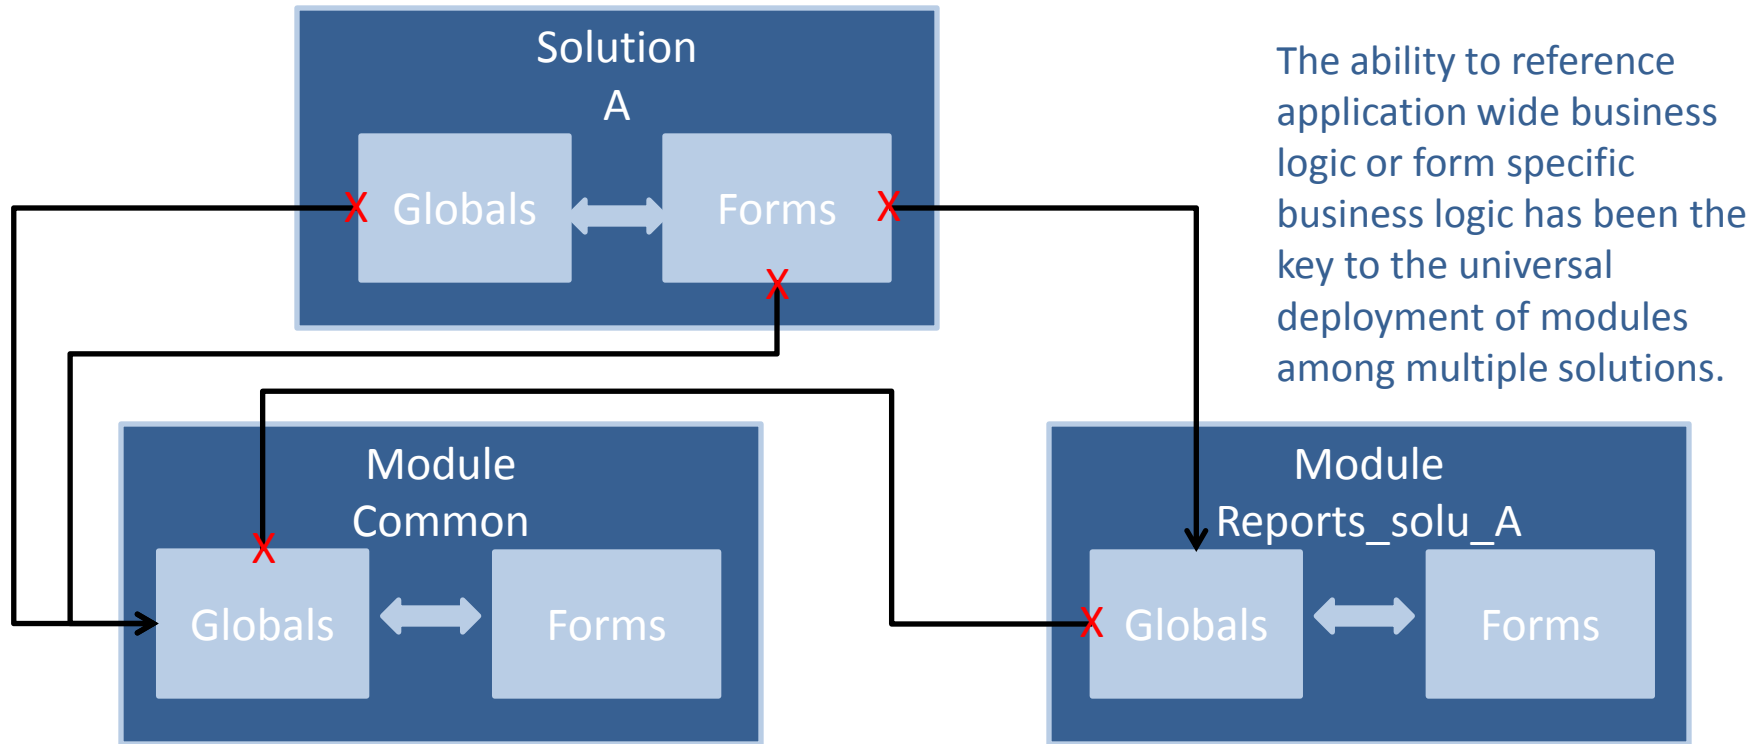 Solution
A
Globals
Forms
X
X
X
The ability to reference
application wide business
logic or form specific
business logic has been the
key to the universal
deployment of modules
among multiple solutions.
Module
Common
X
Globals
Forms
Module
Reports_solu_A
X
Globals
Forms